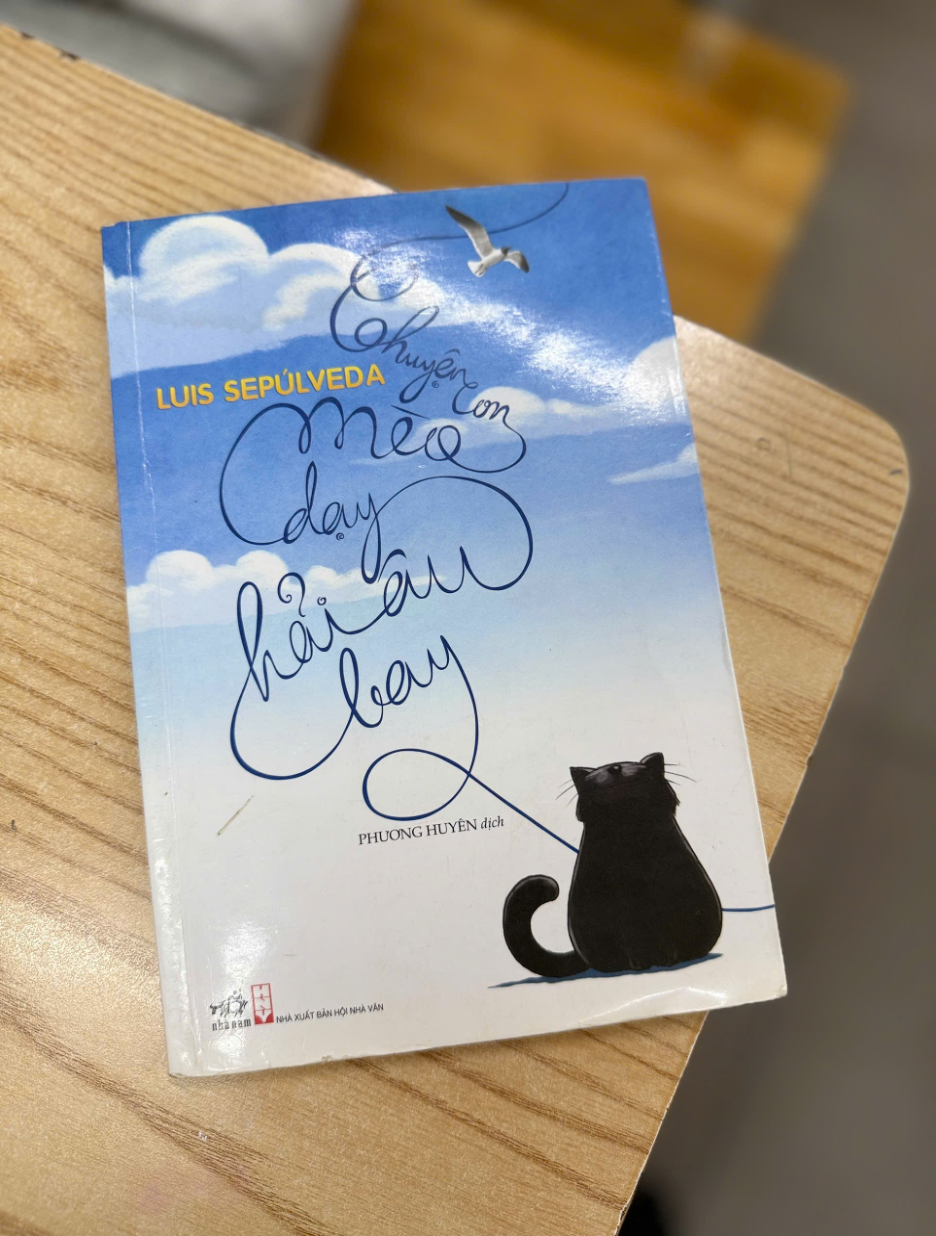 Chuyện
con
LUIS SEPÚLVEDA
mèo
dạy
hải âu
bay
PHƯƠNG HUYÊN dịch
nhã nam
NHÀ XUẤT BẢN HỘI NHÀ VĂN